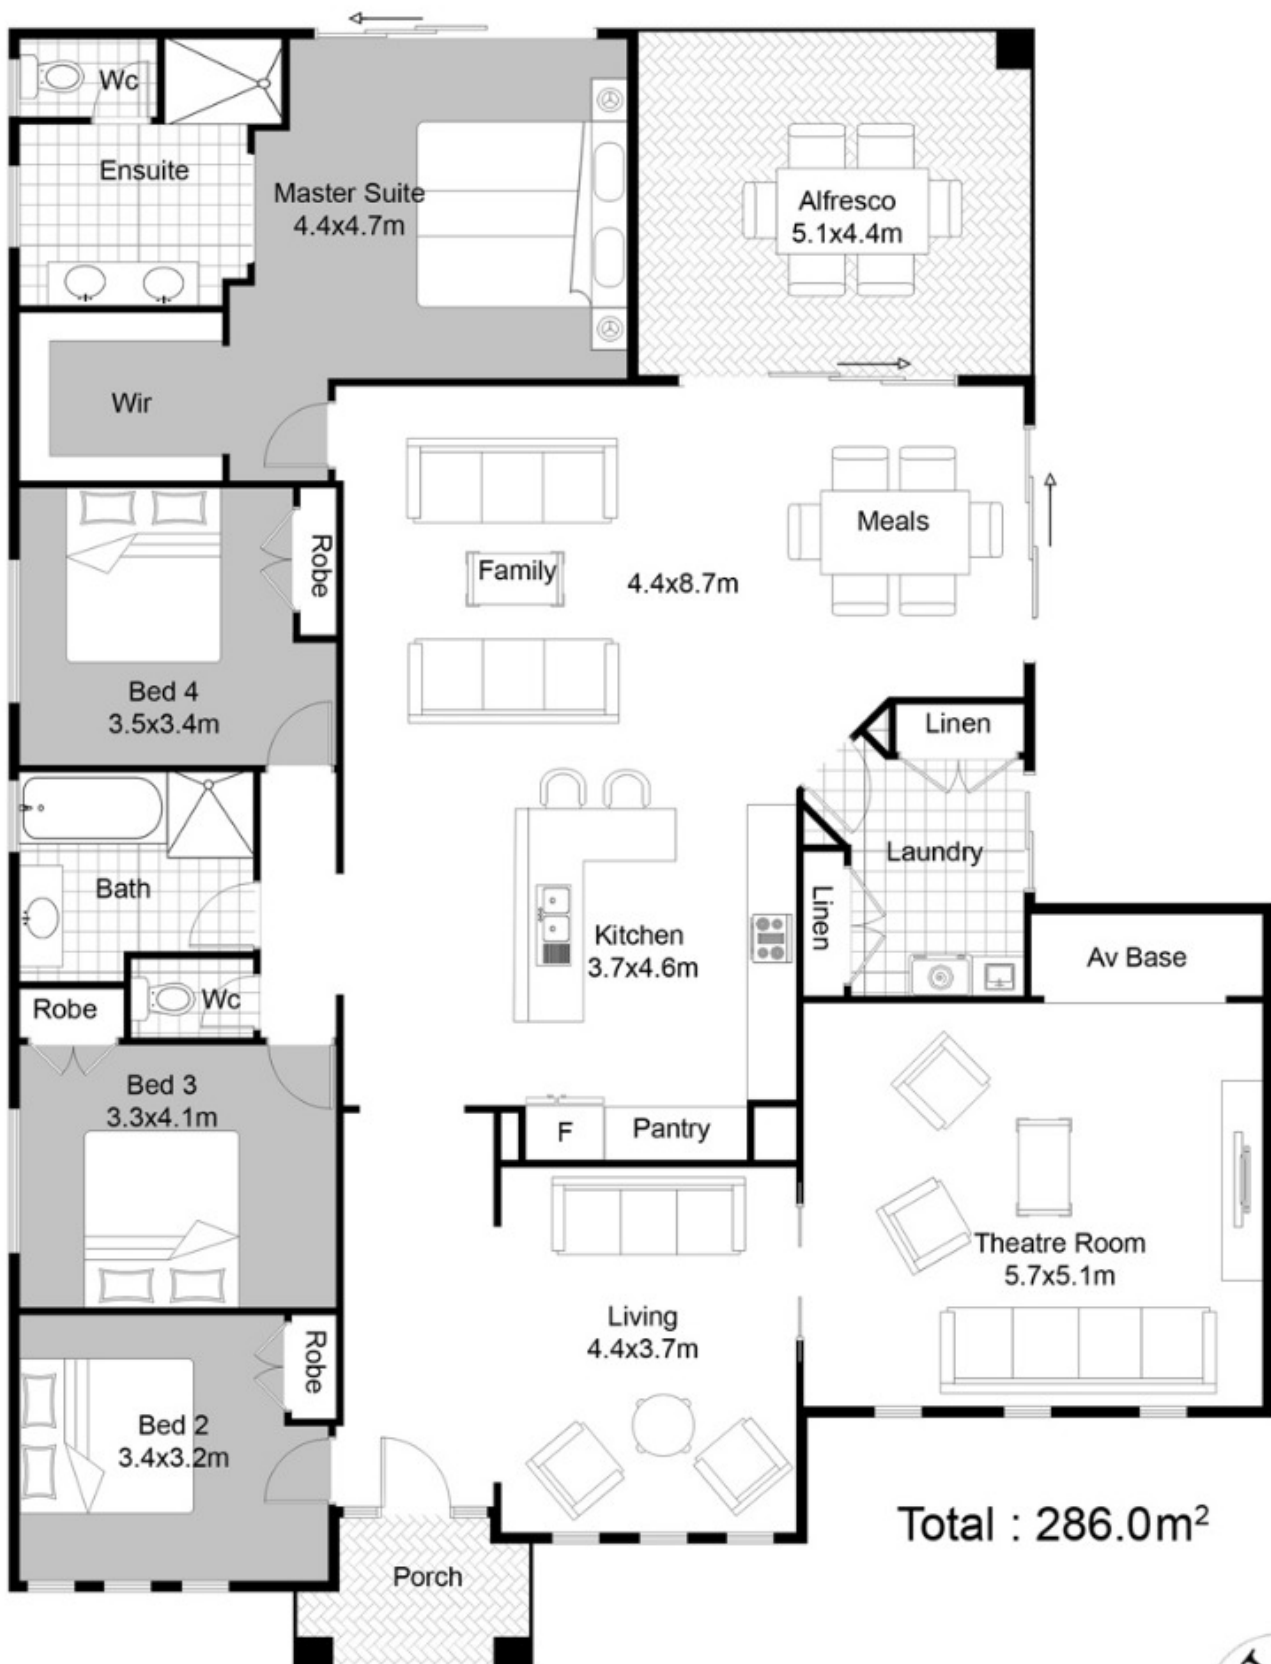 Wc
Ensuite
Master Suite
4.4x4.7m
Alfresco
5.1x4.4m
Wir
Robe
Family
4.4x8.7m
Meals
Bed 4
3.5x3.4m
Linen
Laundry
Bath
Linen
Kitchen
3.7x4.6m
Av Base
Robe
Wc
Bed 3
3.3x4.1m
F
Pantry
Theatre Room
5.7x5.1m
Living
4.4x3.7m
Robe
Bed 2
3.4x3.2m
Total : 286.0m²
Porch